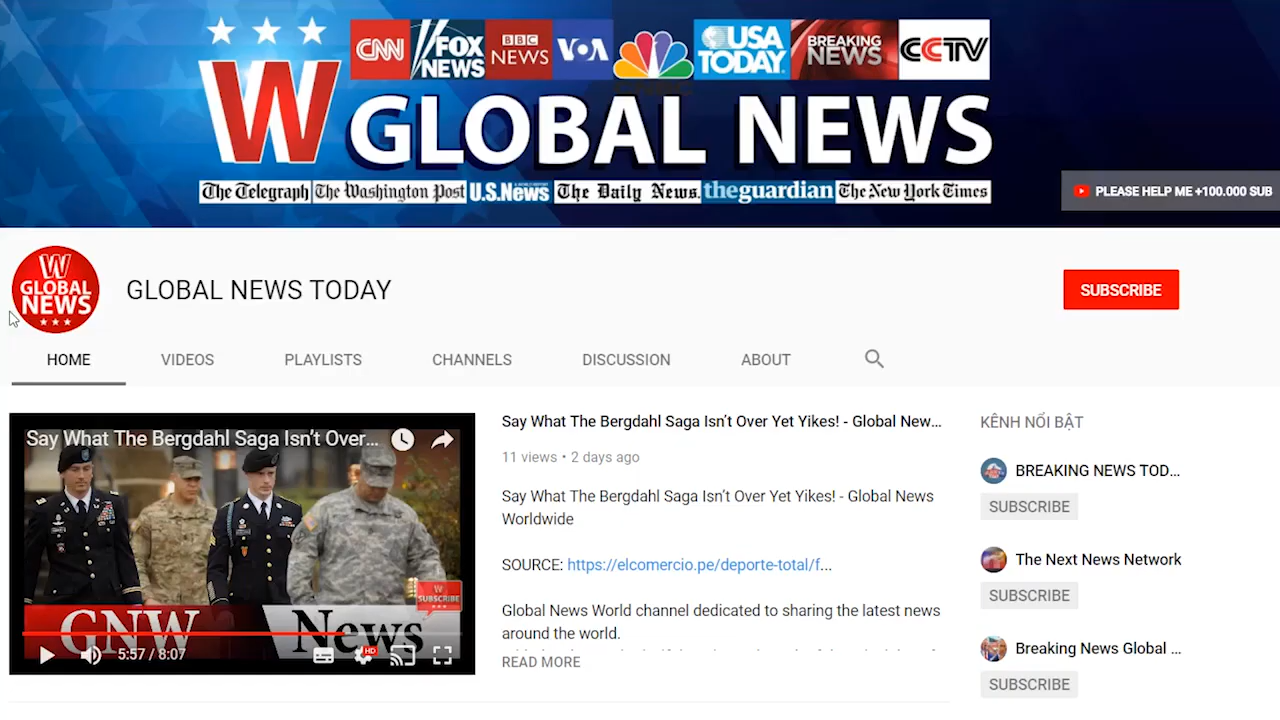 CNN FOX NEWS BBC NEWS VOA USA TODAY BREAKING NEWS CCTV
W GLOBAL NEWS
The Telegraph The Washington Post U.S.News The Daily News. theguardian The New York Times
PLEASE HELP ME +100.000 SUB
W GLOBAL NEWS
GLOBAL NEWS TODAY
SUBSCRIBE
HOME VIDEOS PLAYLISTS CHANNELS DISCUSSION ABOUT
Say What The Bergdahl Saga Isn’t Over...
W SUBSCRIBE
GNW News
5:57 / 8:07 HD
Say What The Bergdahl Saga Isn’t Over Yet Yikes! - Global New...
11 views • 2 days ago
Say What The Bergdahl Saga Isn’t Over Yet Yikes! - Global News
Worldwide
SOURCE: https://elcomercio.pe/deporte-total/f...
Global News World channel dedicated to sharing the latest news
around the world.
READ MORE
KÊNH NỔI BẬT
BREAKING NEWS TOD...
SUBSCRIBE
The Next News Network
SUBSCRIBE
Breaking News Global ...
SUBSCRIBE